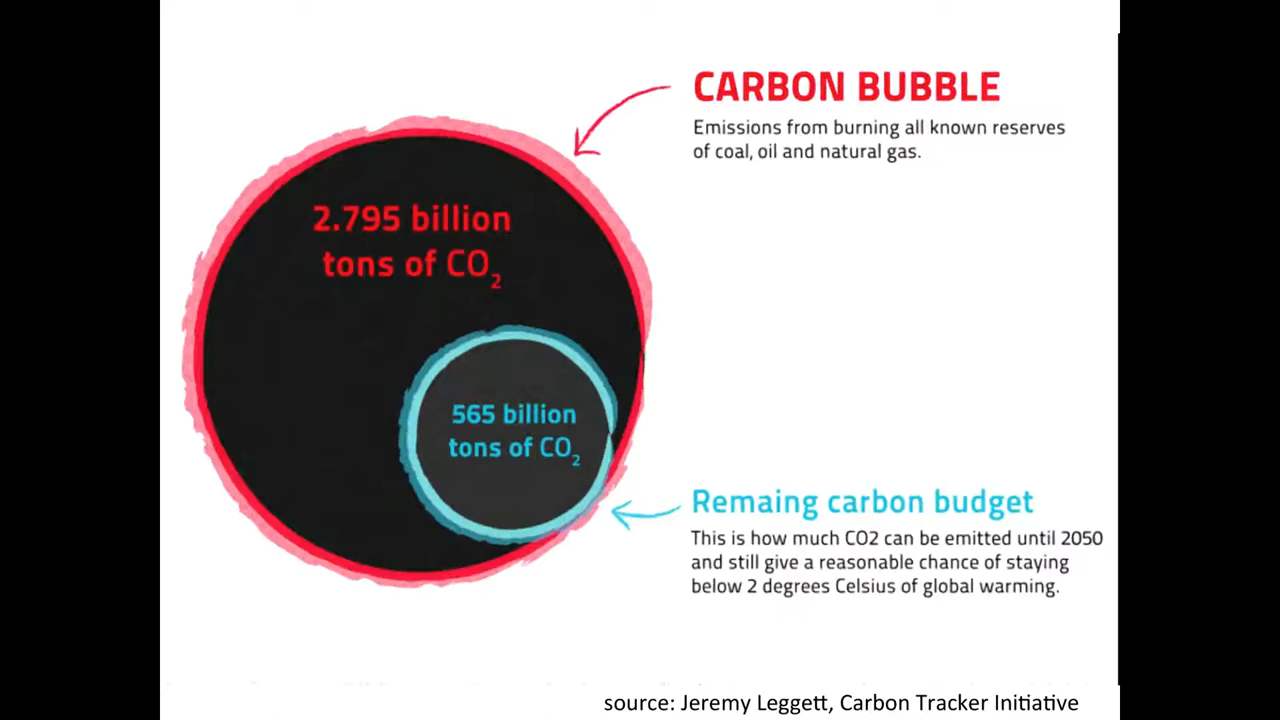 CARBON BUBBLE
Emissions from burning all known reserves
of coal, oil and natural gas.
2.795 billion
tons of CO2
565 billion
tons of CO2
Remaing carbon budget
This is how much CO2 can be emitted until 2050
and still give a reasonable chance of staying
below 2 degrees Celsius of global warming.
source: Jeremy Leggett, Carbon Tracker Initiative